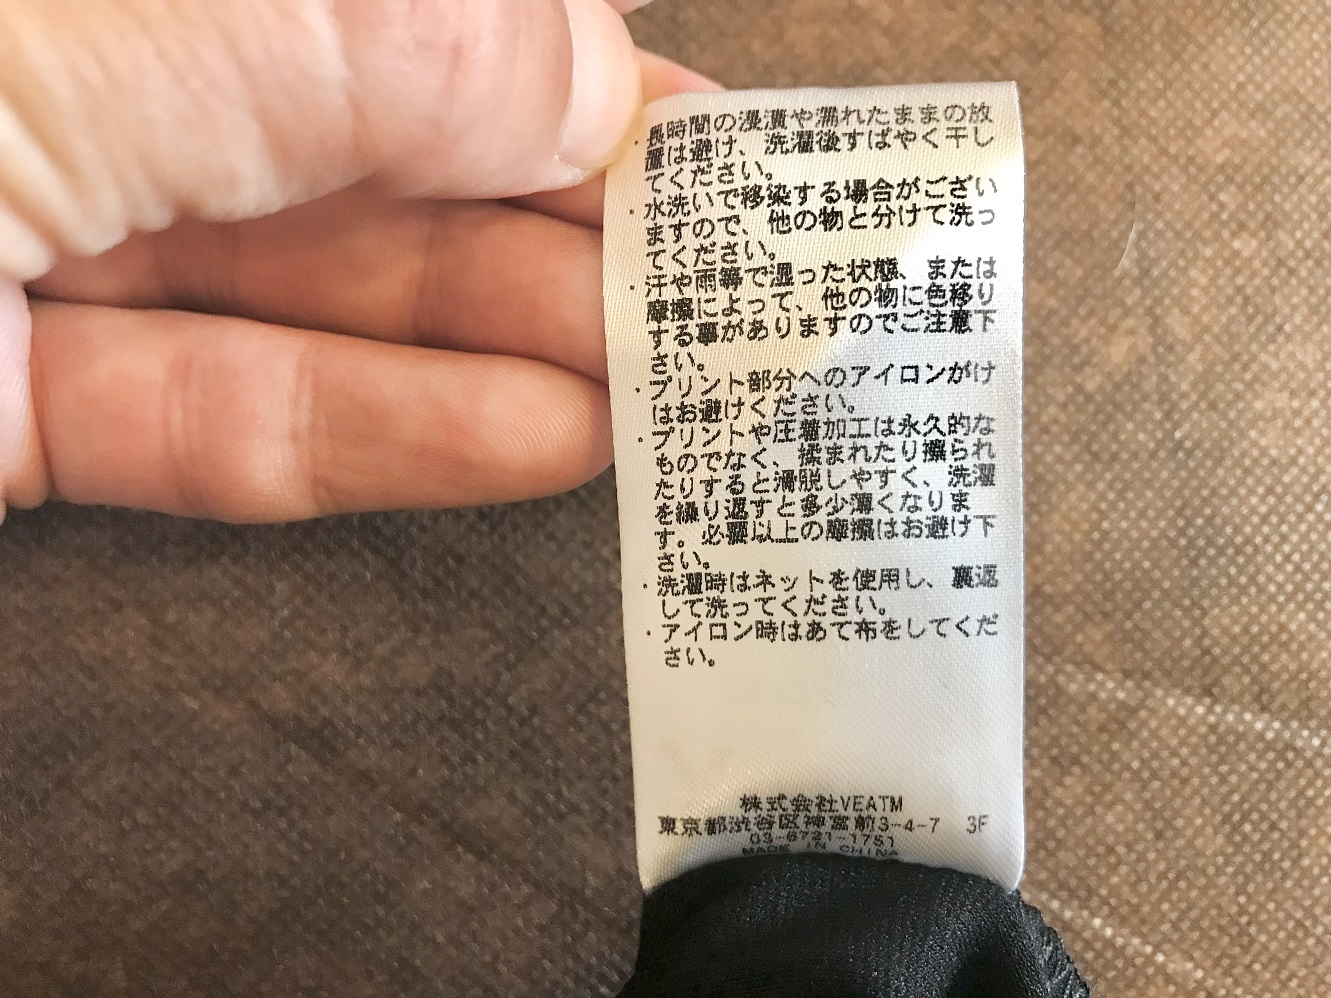 ・長時間の浸漬や濡れたままの放
置は避け、洗濯後すばやく干し
てください。
・水洗いで移染する場合がござい
ますので、他の物と分けて洗っ
てください。
・汗や雨等で湿った状態、または
摩擦によって、他の物に色移り
する事がありますのでご注意下
さい。
・プリント部分へのアイロンがけ
はお避けください。
・プリントや圧着加工は永久的な
ものでなく、揉まれたり擦られ
たりすると滑脱しやすく、洗濯
を繰り返すと多少薄くなりま
す。必要以上の摩擦はお避け下
さい。
・洗濯時はネットを使用し、裏返
して洗ってください。
・アイロン時はあて布をしてくだ
さい。
株式会社VEATM
東京都渋谷区神宮前3-4-7 3F
03-6721-1751
MADE IN CHINA